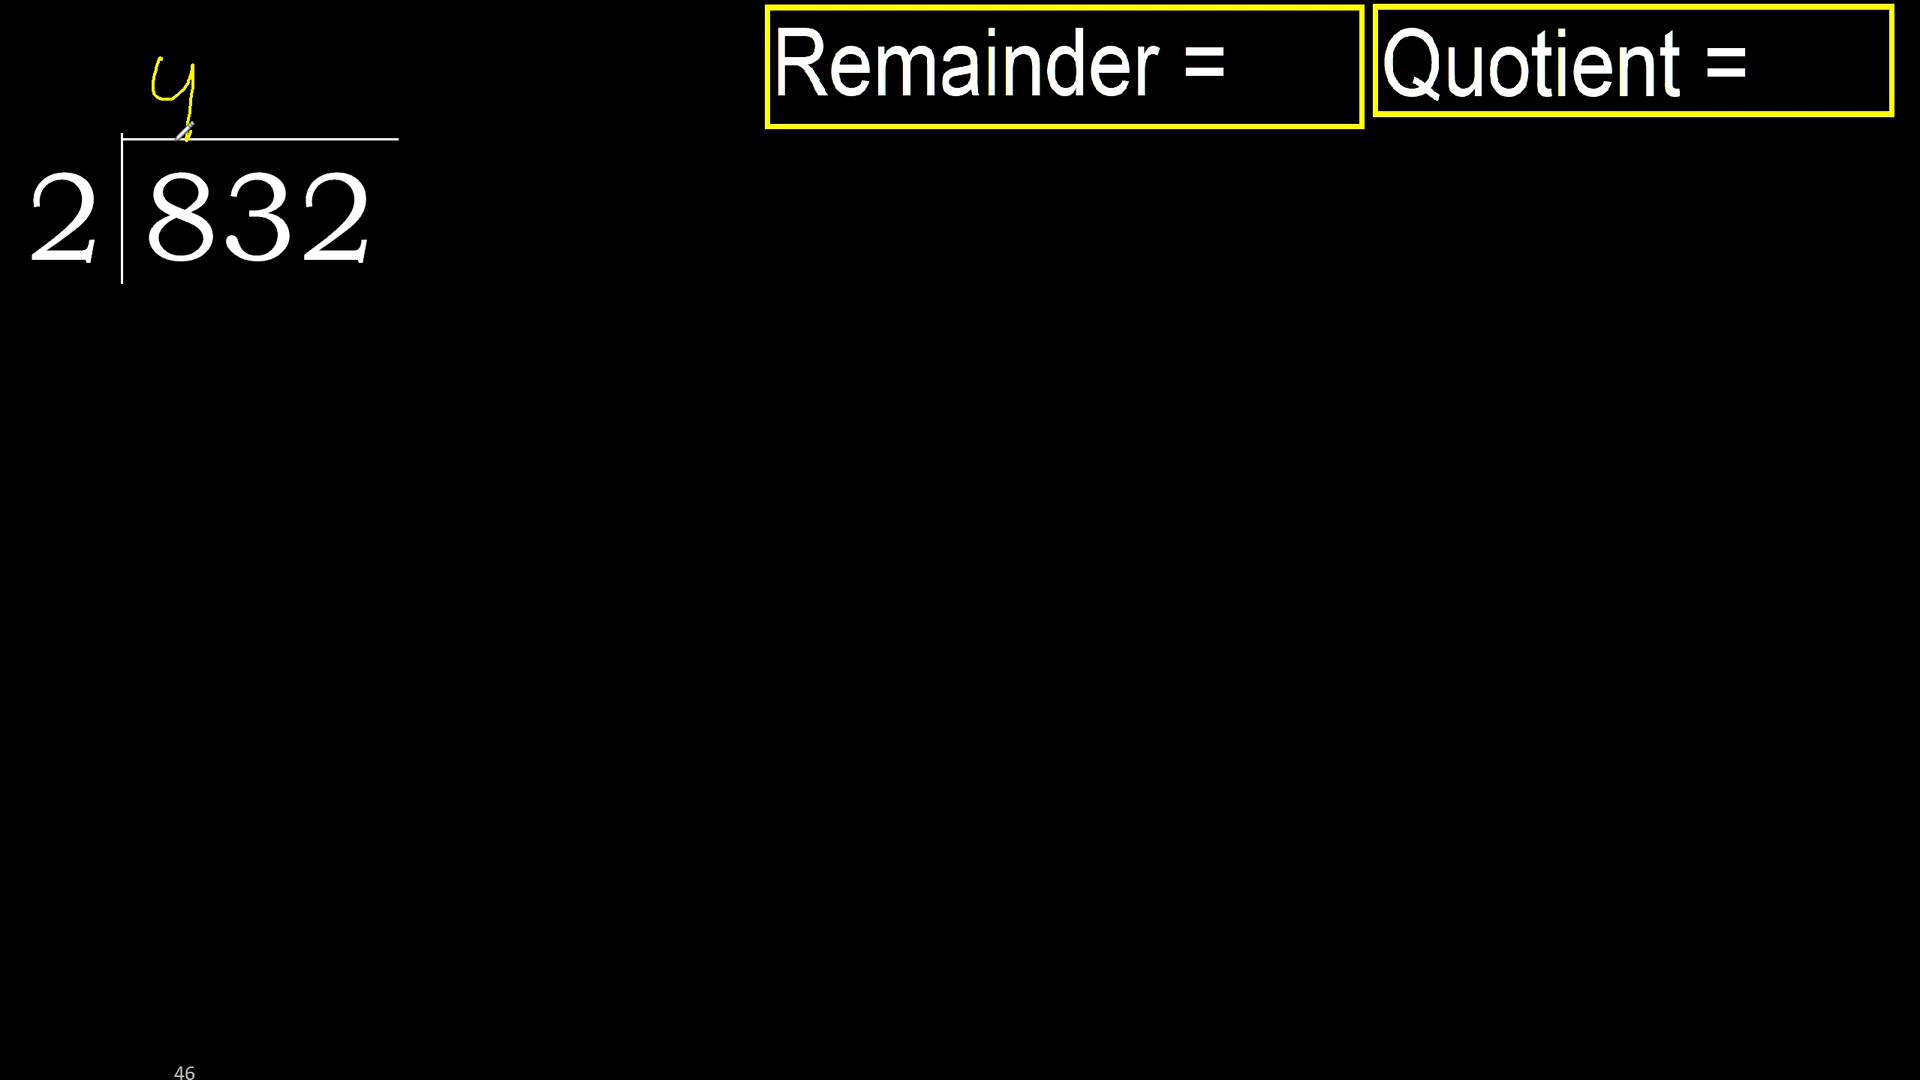 Remainder =
Quotient =
4
2 832
46